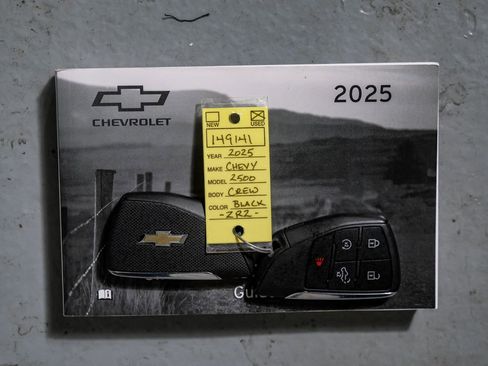 CHEVROLET
2025
NEW USED
149141
YEAR 2025
MAKE CHEVY
MODEL 2500
BODY CREW
COLOR BLACK
-ZR2-